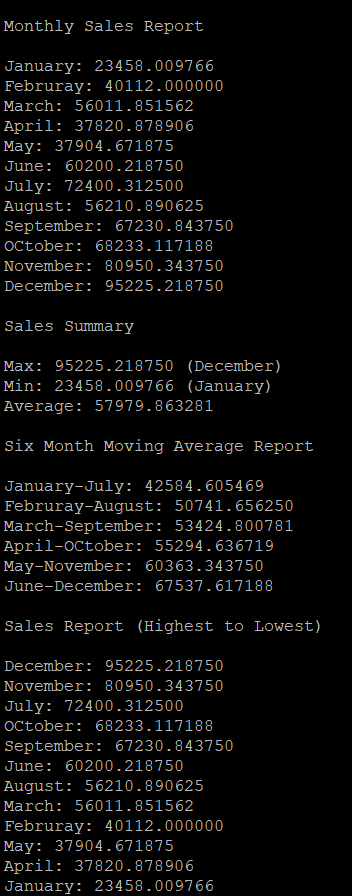 Monthly Sales Report
January: 23458.009766
Februray: 40112.000000
March: 56011.851562
April: 37820.878906
May: 37904.671875
June: 60200.218750
July: 72400.312500
August: 56210.890625
September: 67230.843750
OCtober: 68233.117188
November: 80950.343750
December: 95225.218750
Sales Summary
Max: 95225.218750 (December)
Min: 23458.009766 (January)
Average: 57979.863281
Six Month Moving Average Report
January-July: 42584.605469
Februray-August: 50741.656250
March-September: 53424.800781
April-OCtober: 55294.636719
May-November: 60363.343750
June-December: 67537.617188
Sales Report (Highest to Lowest)
December: 95225.218750
November: 80950.343750
July: 72400.312500
OCtober: 68233.117188
September: 67230.843750
June: 60200.218750
August: 56210.890625
March: 56011.851562
Februray: 40112.000000
May: 37904.671875
April: 37820.878906
January: 23458.009766